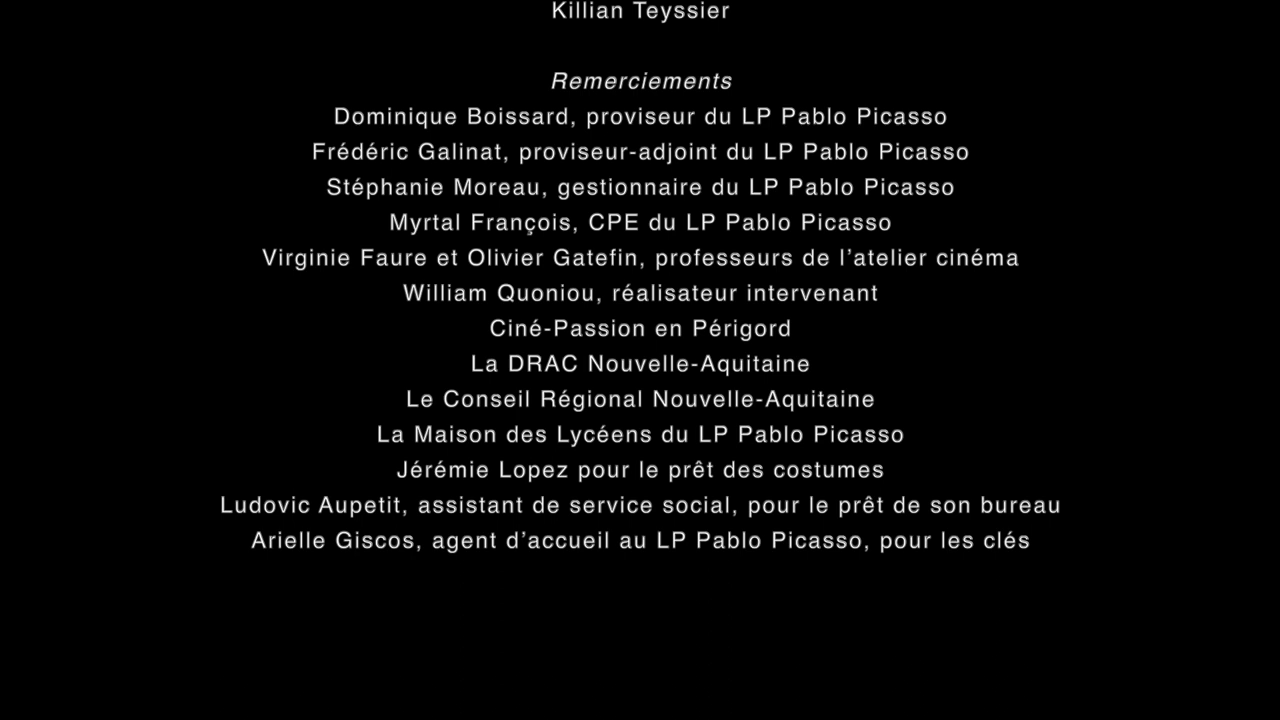 Killian Teyssier
Remerciements
Dominique Boissard, proviseur du LP Pablo Picasso
Frédéric Galinat, proviseur-adjoint du LP Pablo Picasso
Stéphanie Moreau, gestionnaire du LP Pablo Picasso
Myrtal François, CPE du LP Pablo Picasso
Virginie Faure et Olivier Gatefin, professeurs de l’atelier cinéma
William Quoniou, réalisateur intervenant
Ciné-Passion en Périgord
La DRAC Nouvelle-Aquitaine
Le Conseil Régional Nouvelle-Aquitaine
La Maison des Lycéens du LP Pablo Picasso
Jérémie Lopez pour le prêt des costumes
Ludovic Aupetit, assistant de service social, pour le prêt de son bureau
Arielle Giscos, agent d’accueil au LP Pablo Picasso, pour les clés